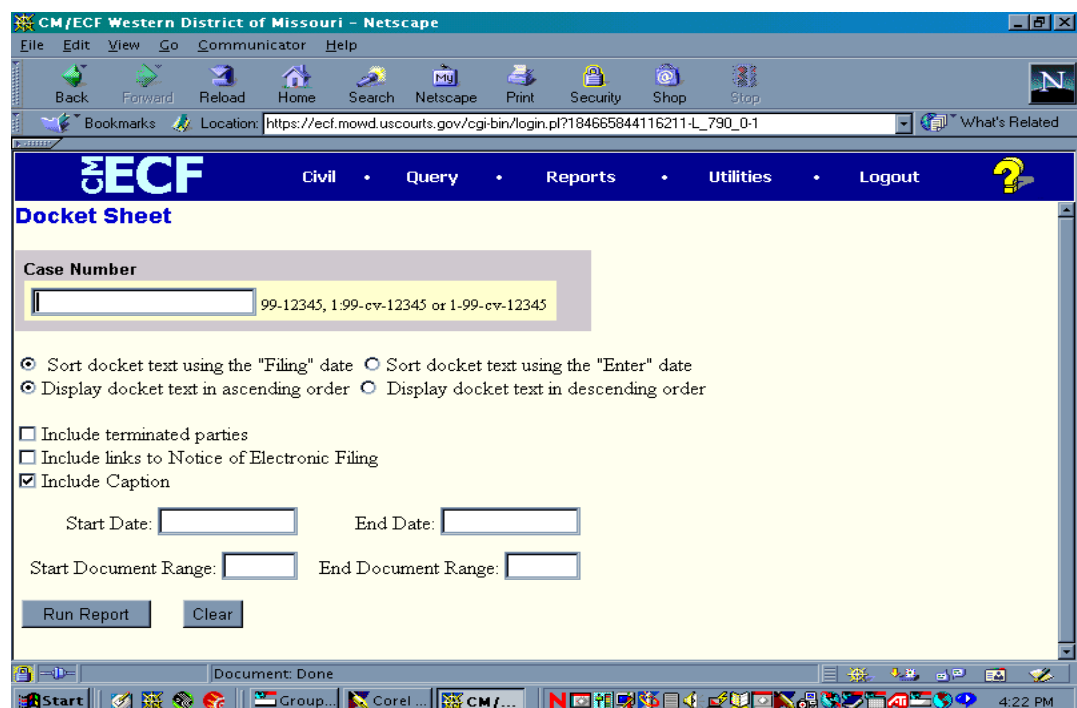 CM/ECF Western District of Missouri - Netscape
File Edit View Go Communicator Help
Back Forward Reload Home Search Netscape Print Security Shop Stop
My
N
Bookmarks Location: https://ecf.mowd.uscourts.gov/cgi-bin/login.pl?184665844116211-L_790_0-1 What's Related
CM ECF Civil • Query • Reports • Utilities • Logout ?
Docket Sheet
Case Number
99-12345, 1:99-cv-12345 or 1-99-cv-12345
Sort docket text using the "Filing" date Sort docket text using the "Enter" date
Display docket text in ascending order Display docket text in descending order
Include terminated parties
Include links to Notice of Electronic Filing
Include Caption
Start Date: End Date:
Start Document Range: End Document Range:
Run Report Clear
Document: Done
Start Group... Corel ... CM/... N 4:22 PM